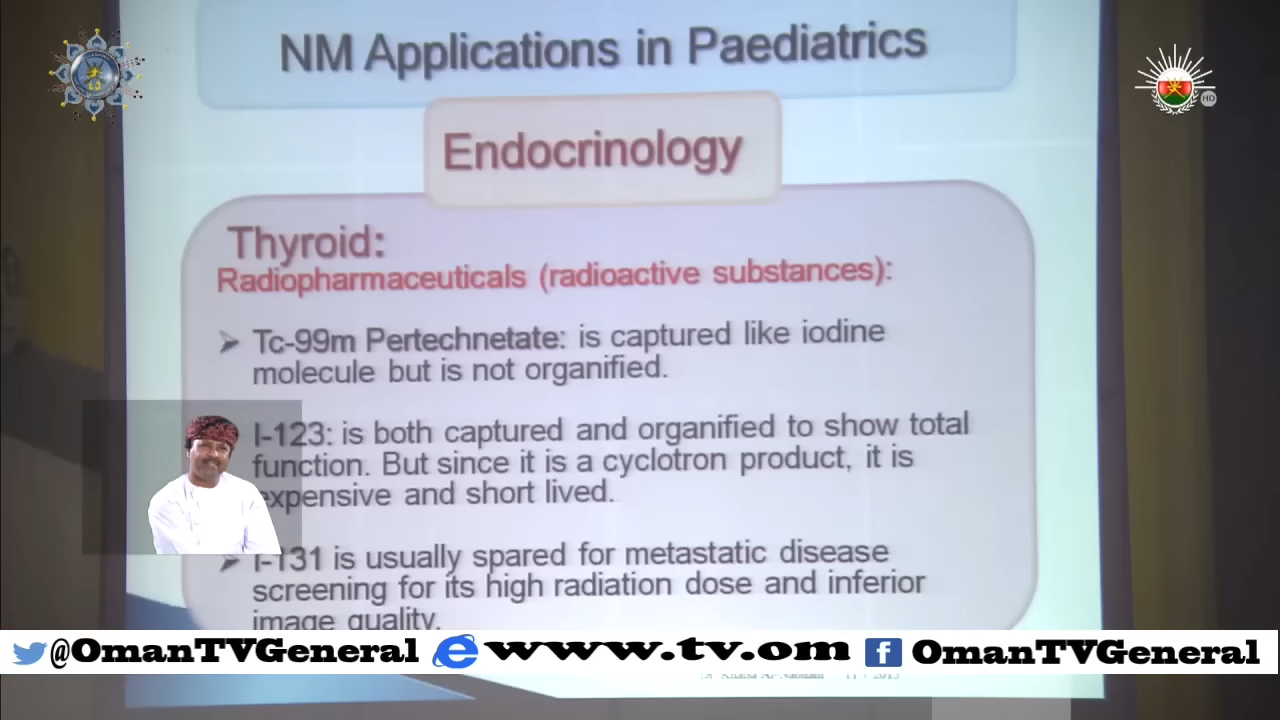 NM Applications in Paediatrics
HD
Endocrinology
Thyroid:
Radiopharmaceuticals (radioactive substances):
Tc-99m Pertechnetate: is captured like iodine
molecule but is not organified.
I-123: is both captured and organified to show total
function. But since it is a cyclotron product, it is
expensive and short lived.
I-131 is usually spared for metastatic disease
screening for its high radiation dose and inferior
image quality.
@OmanTVGeneral www.tv.om OmanTVGeneral